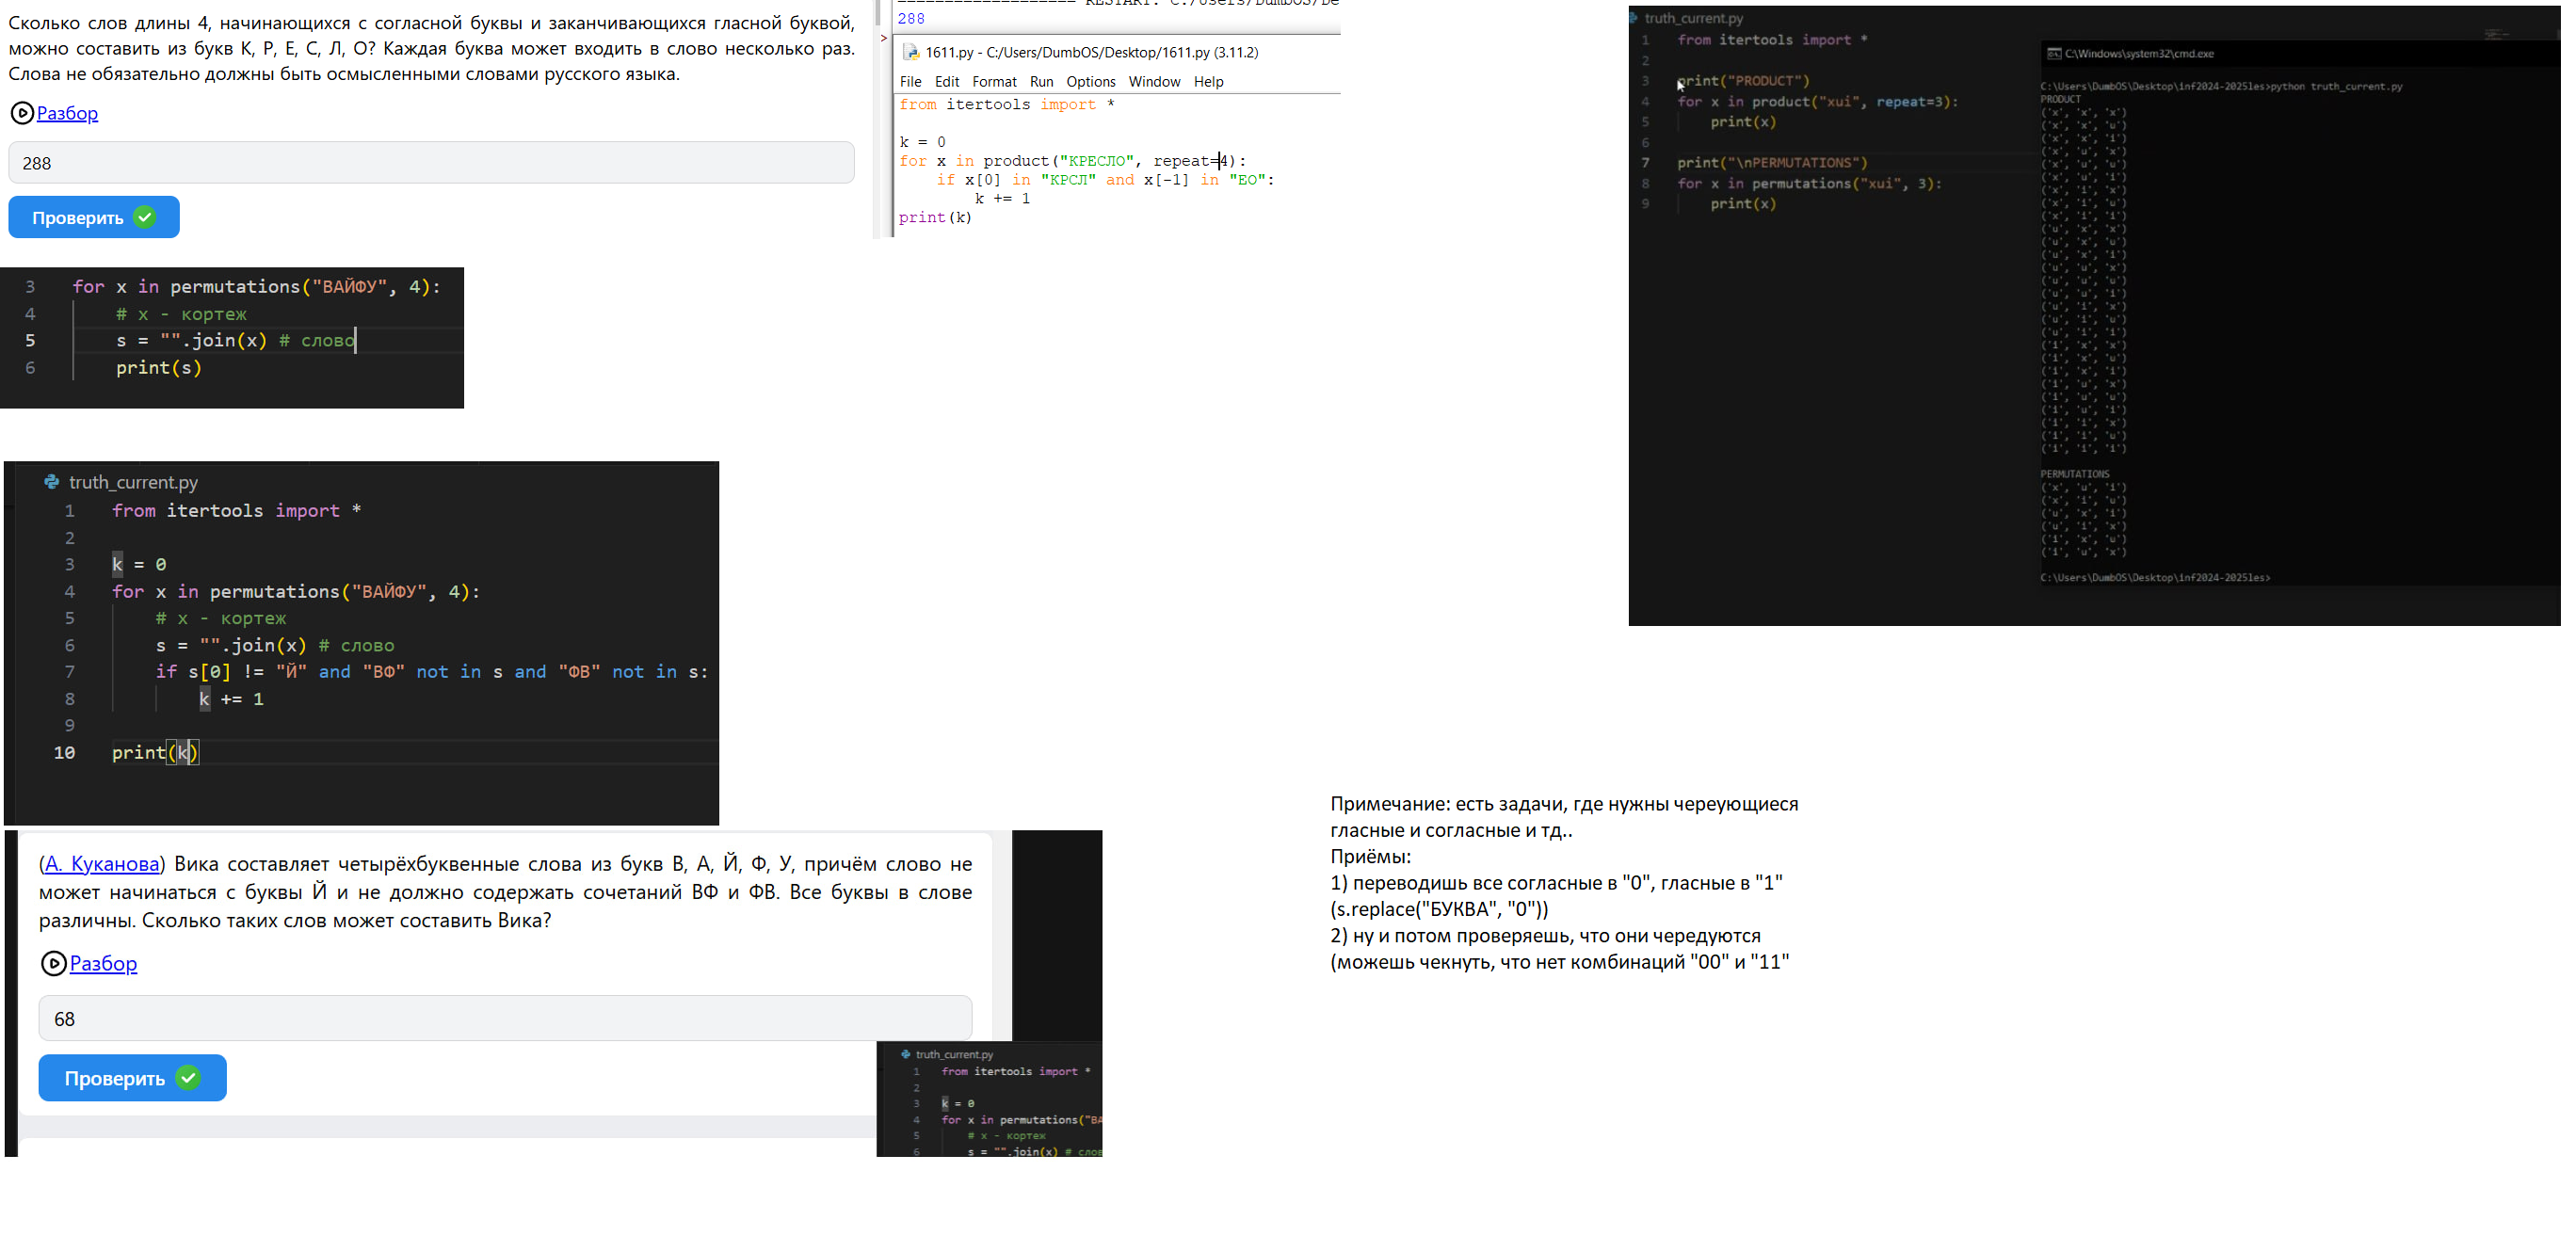 Сколько слов длины 4, начинающихся с согласной буквы и заканчивающихся гласной буквой,
можно составить из букв К, Р, Е, С, Л, О? Каждая буква может входить в слово несколько раз.
Слова не обязательно должны быть осмысленными словами русского языка.
Разбор
288
Проверить
288
>
1611.py - C:/Users/DumbOS/Desktop/1611.py (3.11.2)
File Edit Format Run Options Window Help
from itertools import *
k = 0
for x in product("КРЕСЛО", repeat=4):
if x[0] in "КРСЛ" and x[-1] in "ЕО":
k += 1
print(k)
3 for x in permutations("ВАЙФУ", 4):
4 # x - кортеж
5 s = "".join(x) # слово
6 print(s)
truth_current.py
1 from itertools import *
2
3 k = 0
4 for x in permutations("ВАЙФУ", 4):
5 # x - кортеж
6 s = "".join(x) # слово
7 if s[0] != "Й" and "ВФ" not in s and "ФВ" not in s:
8 k += 1
9
10 print(k)
(А. Куканова) Вика составляет четырёхбуквенные слова из букв В, А, Й, Ф, У, причём слово не
может начинаться с буквы Й и не должно содержать сочетаний ВФ и ФВ. Все буквы в слове
различны. Сколько таких слов может составить Вика?
Разбор
68
Проверить
truth_current.py
1 from itertools import *
2
3 k = 0
4 for x in permutations("ВА
5 # x - кортеж
6 s = "".join(x) # слов
truth_current.py
1 from itertools import *
2
3 print("PRODUCT")
4 for x in product("xui", repeat=3):
5 print(x)
6
7 print("\nPERMUTATIONS")
8 for x in permutations("xui", 3):
9 print(x)
C:\Windows\system32\cmd.exe
C:\Users\DumbOS\Desktop\inf2024-2025les>python truth_current.py
PRODUCT
('x', 'x', 'x')
('x', 'x', 'u')
('x', 'x', 'i')
('x', 'u', 'x')
('x', 'u', 'u')
('x', 'u', 'i')
('x', 'i', 'x')
('x', 'i', 'u')
('x', 'i', 'i')
('u', 'x', 'x')
('u', 'x', 'u')
('u', 'x', 'i')
('u', 'u', 'x')
('u', 'u', 'u')
('u', 'u', 'i')
('u', 'i', 'x')
('u', 'i', 'u')
('u', 'i', 'i')
('i', 'x', 'x')
('i', 'x', 'u')
('i', 'x', 'i')
('i', 'u', 'x')
('i', 'u', 'u')
('i', 'u', 'i')
('i', 'i', 'x')
('i', 'i', 'u')
('i', 'i', 'i')
PERMUTATIONS
('x', 'u', 'i')
('x', 'i', 'u')
('u', 'x', 'i')
('u', 'i', 'x')
('i', 'x', 'u')
('i', 'u', 'x')
C:\Users\DumbOS\Desktop\inf2024-2025les>
Примечание: есть задачи, где нужны череующиеся
гласные и согласные и тд..
Приёмы:
1) переводишь все согласные в "0", гласные в "1"
(s.replace("БУКВА", "0"))
2) ну и потом проверяешь, что они чередуются
(можешь чекнуть, что нет комбинаций "00" и "11"